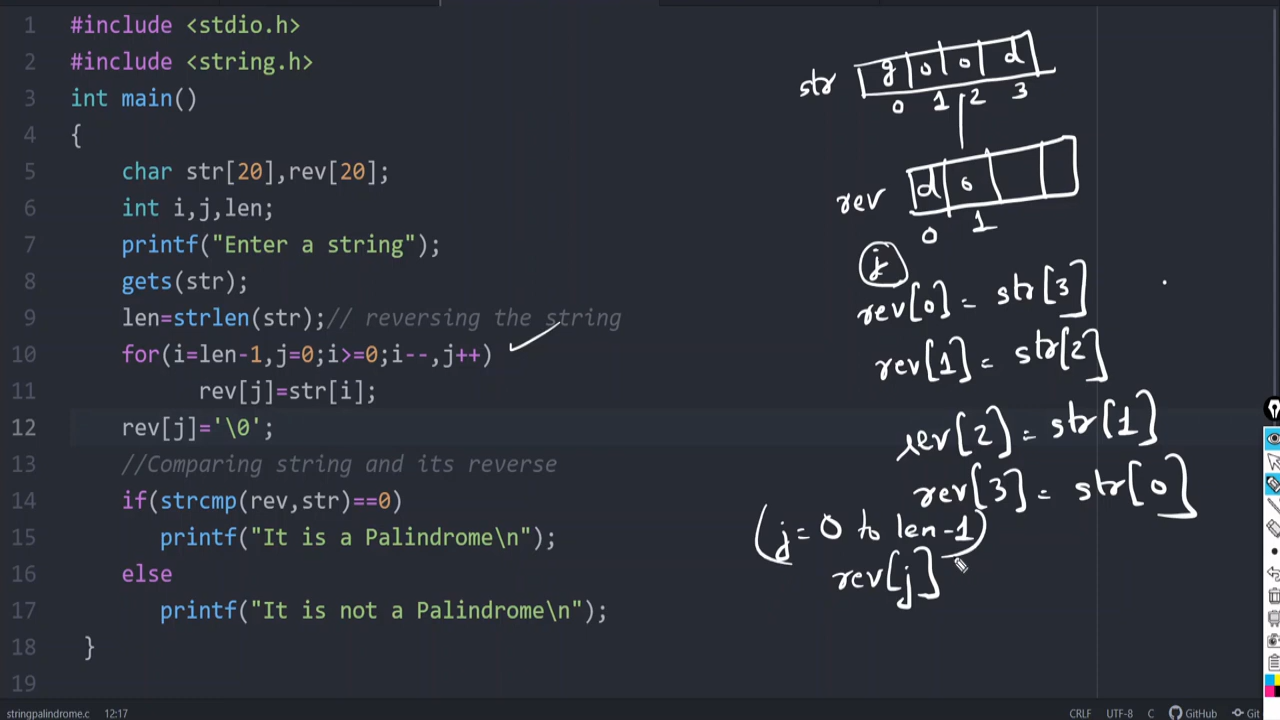 1 #include <stdio.h>
2 #include <string.h>
3 int main()
4 {
5 char str[20],rev[20];
6 int i,j,len;
7 printf("Enter a string");
8 gets(str);
9 len=strlen(str);// reversing the string
10 for(i=len-1,j=0;i>=0;i--,j++)
11 rev[j]=str[i];
12 rev[j]='\0';
13 //Comparing string and its reverse
14 if(strcmp(rev,str)==0)
15 printf("It is a Palindrome\n");
16 else
17 printf("It is not a Palindrome\n");
18 }
19
str g o o d
0 1 2 3
rev d o
0 1
j
rev[0] = str[3]
rev[1] = str[2]
rev[2] = str[1]
rev[3] = str[0]
(j = 0 to len-1)
rev[j]
stringpalindrome.c 12:17 CRLF UTF-8 C GitHub Git